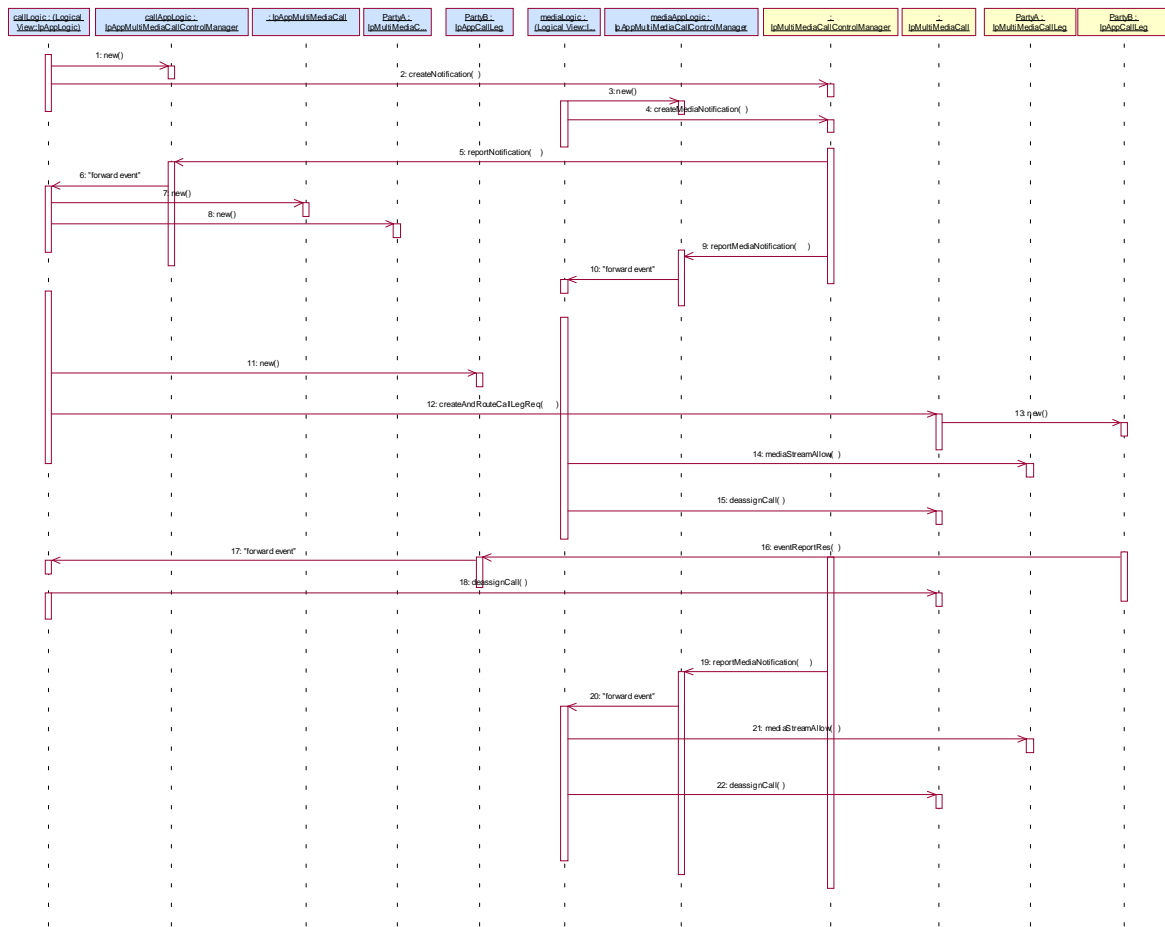 callLogic : (Logical
View::IpAppLogic)
callAppLogic :
IpAppMultiMediaCallControlManager
: IpAppMultiMediaCall
PartyA :
IpMultiMediaC...
PartyB :
IpAppCallLeg
mediaLogic :
(Logical View::I...
mediaAppLogic :
IpAppMultiMediaCallControlManager
:
IpMultiMediaCallControlManager
:
IpMultiMediaCall
PartyA :
IpMultiMediaCallLeg
PartyB :
IpAppCallLeg
1: new()
2: createNotification( )
3: new()
4: createMediaNotification( )
5: reportNotification( )
6: "forward event"
7: new()
8: new()
9: reportMediaNotification( )
10: "forward event"
11: new()
12: createAndRouteCallLegReq( )
13: new()
14: mediaStreamAllow( )
15: deassignCall( )
16: eventReportRes( )
17: "forward event"
18: deassignCall( )
19: reportMediaNotification( )
20: "forward event"
21: mediaStreamAllow( )
22: deassignCall( )